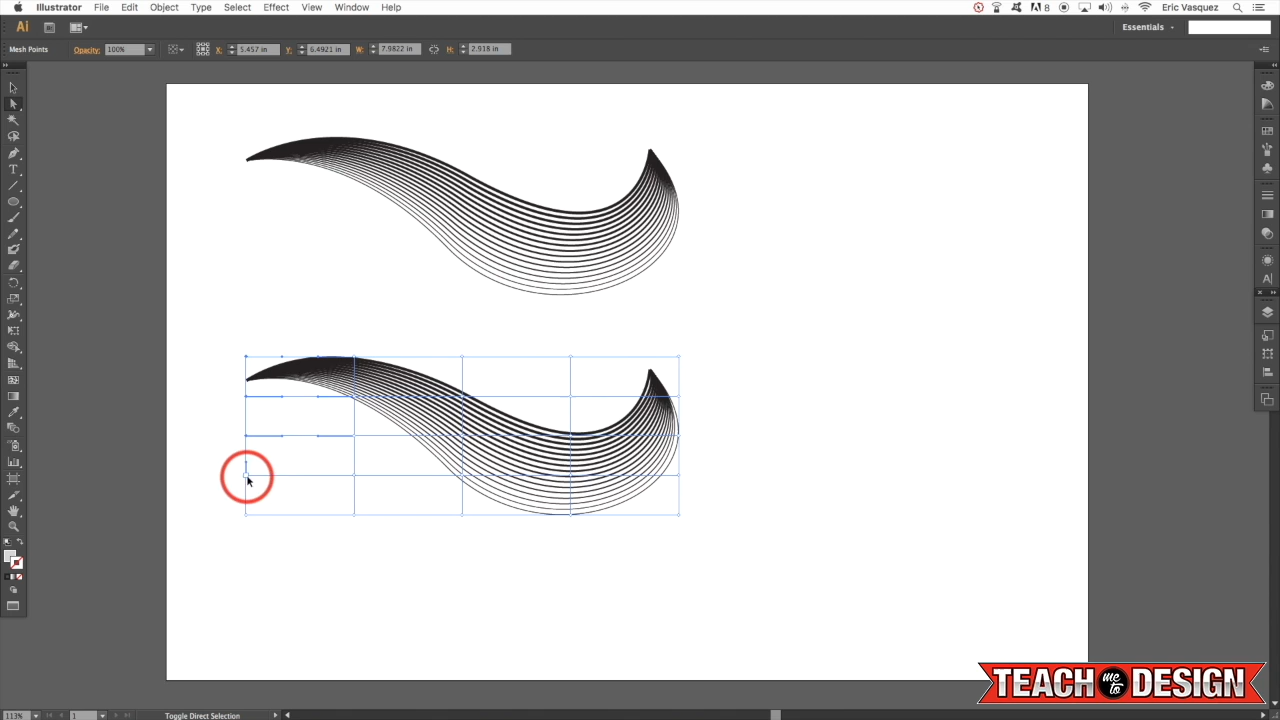 Illustrator File Edit Object Type Select Effect View Window Help
8 Eric Vasquez
Ai Essentials
Mesh Points Opacity: 100% X: 5.457 in Y: 6.4921 in W: 7.9822 in H: 2.918 in
T
A
TEACH me to DESIGN
113% 1 Toggle Direct Selection